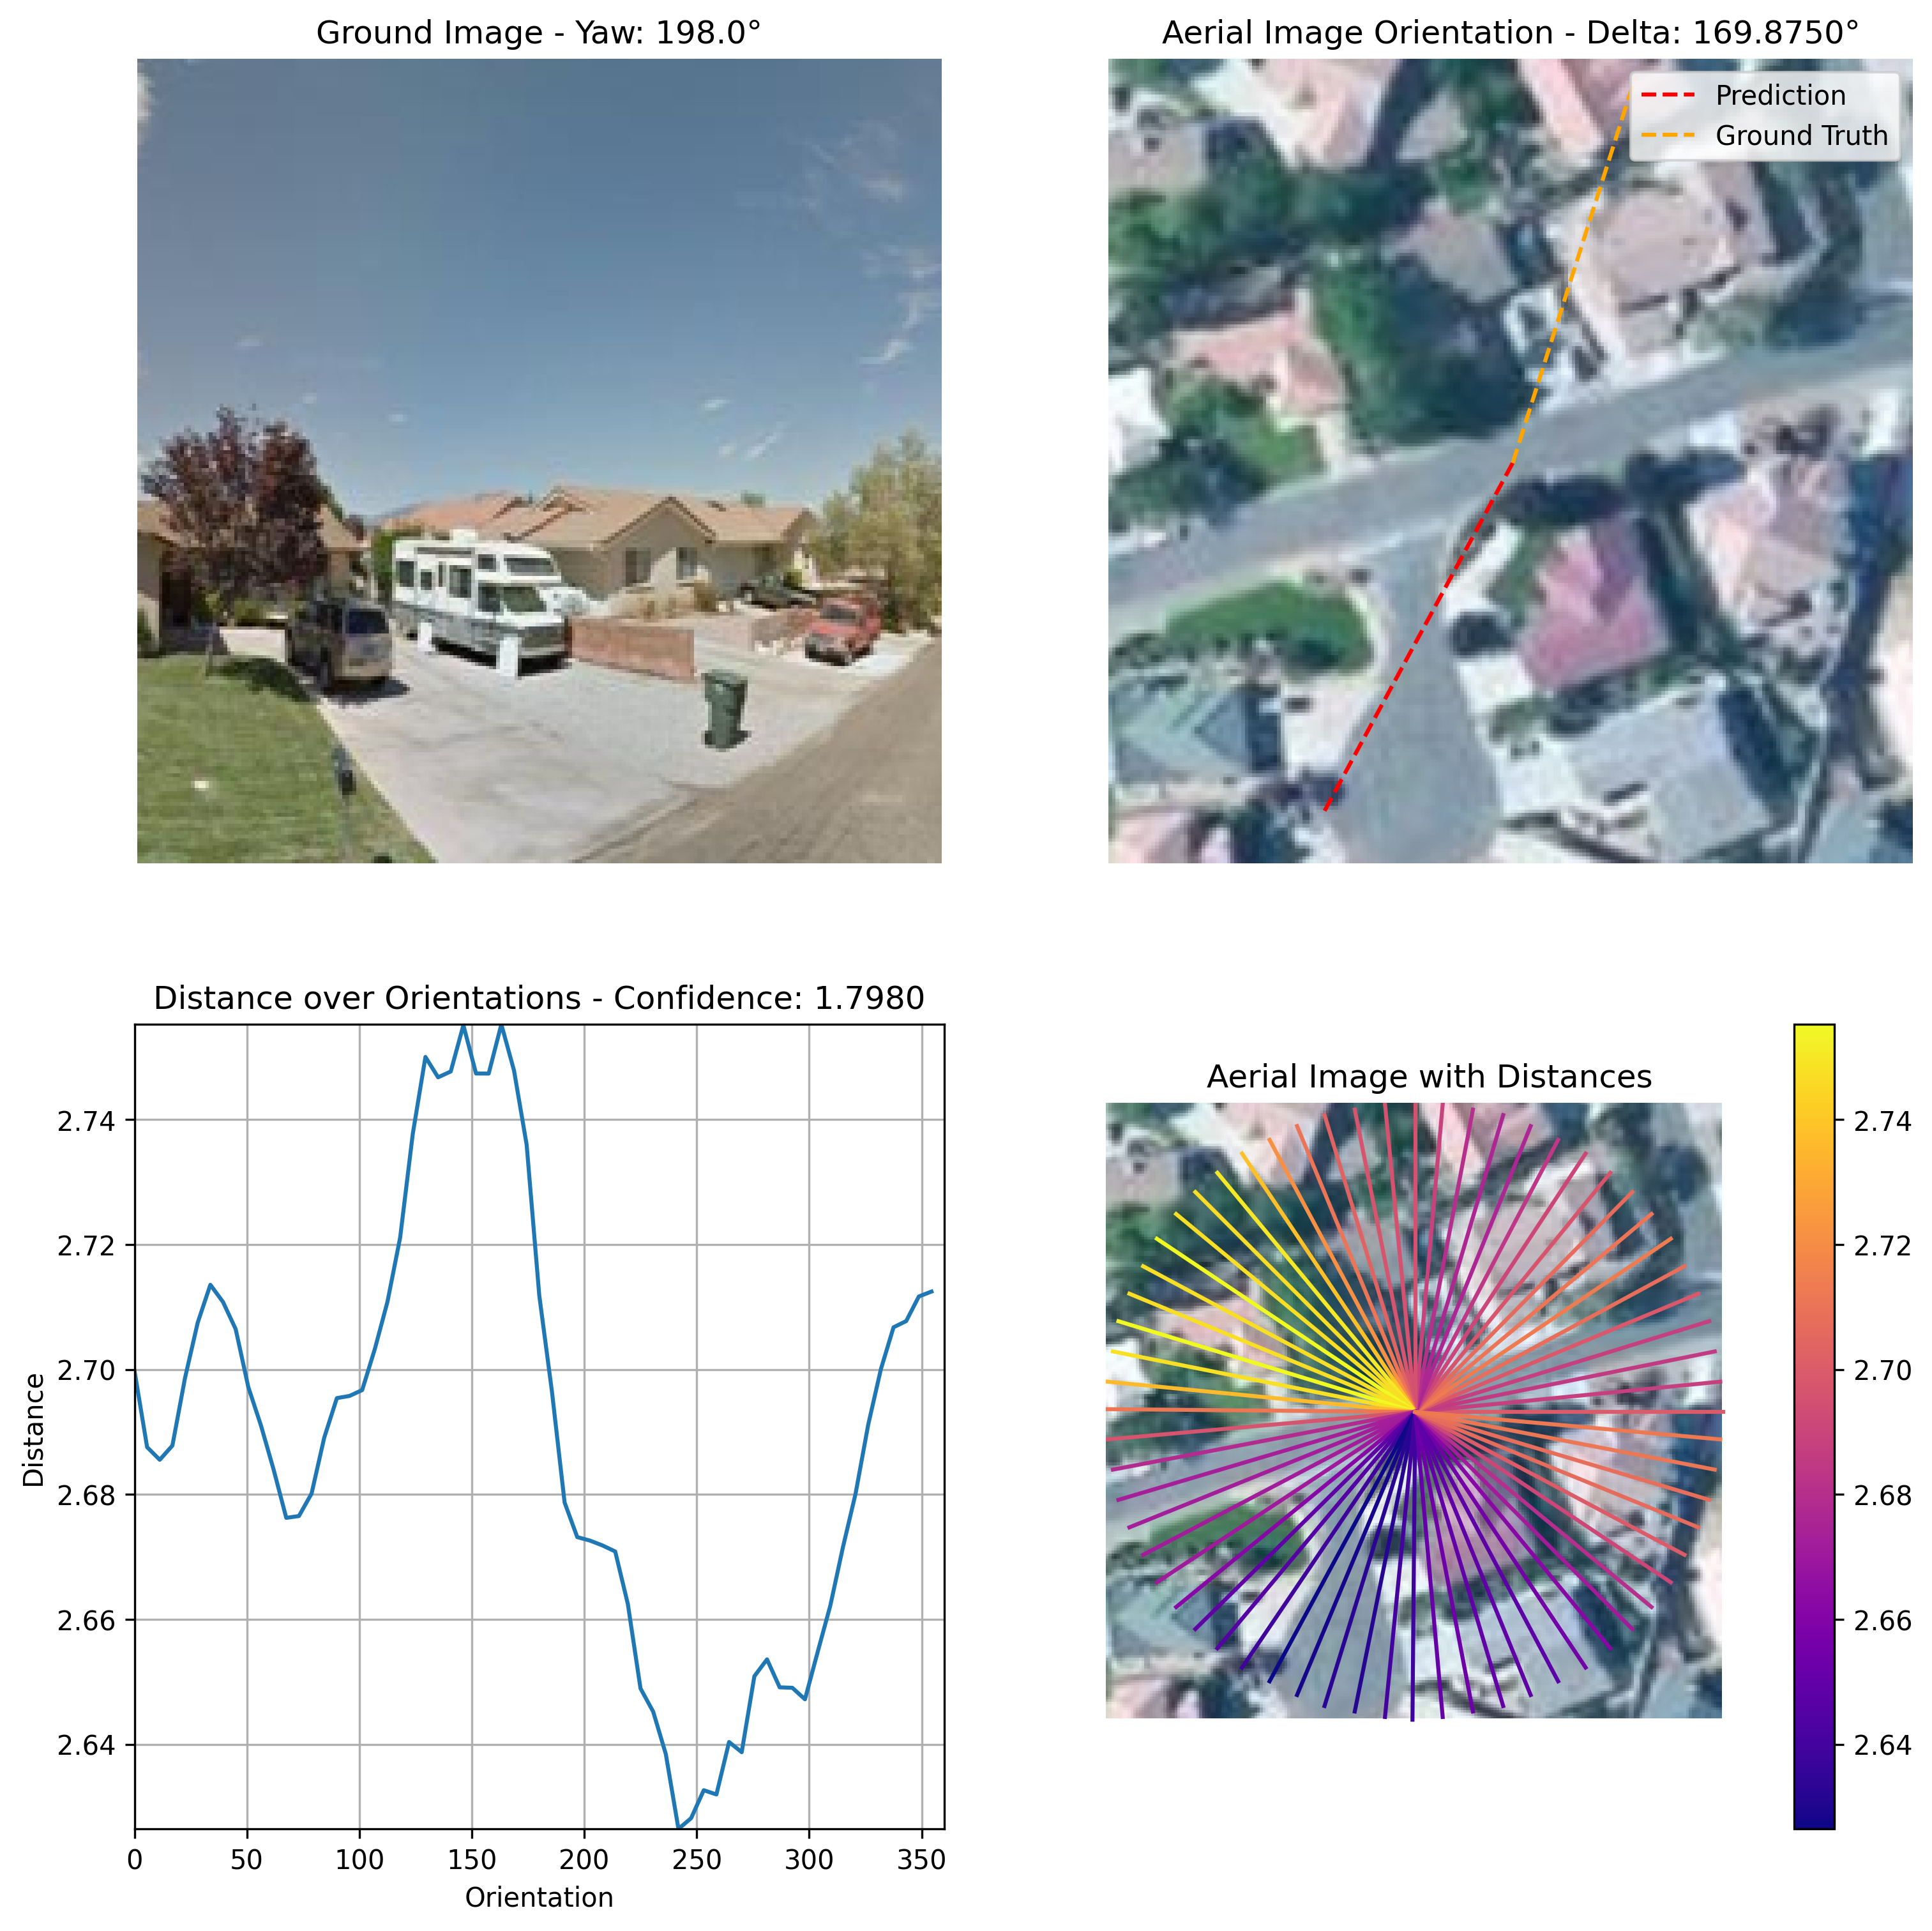 Ground Image - Yaw: 198.0°
Aerial Image Orientation - Delta: 169.8750°
Prediction
Ground Truth
Distance over Orientations - Confidence: 1.7980
Distance
2.74
2.72
2.70
2.68
2.66
2.64
0 50 100 150 200 250 300 350
Orientation
Aerial Image with Distances
2.74
2.72
2.70
2.68
2.66
2.64